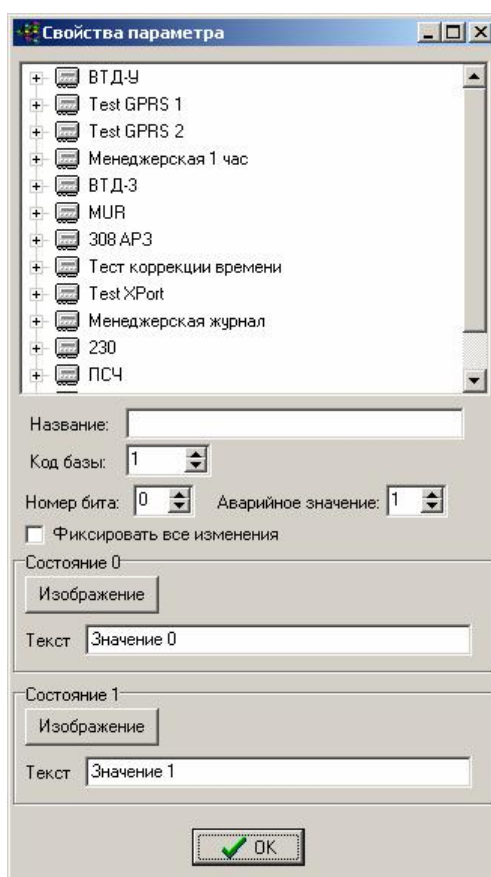 Свойства параметра
ВТД-У
Test GPRS 1
Test GPRS 2
Менеджерская 1 час
ВТД-3
MUR
308 АРЗ
Тест коррекции времени
Test XPort
Менеджерская журнал
230
ПСЧ
Название:
Код базы: 1
Номер бита: 0 Аварийное значение: 1
Фиксировать все изменения
Состояние 0
Изображение
Текст Значение 0
Состояние 1
Изображение
Текст Значение 1
OK